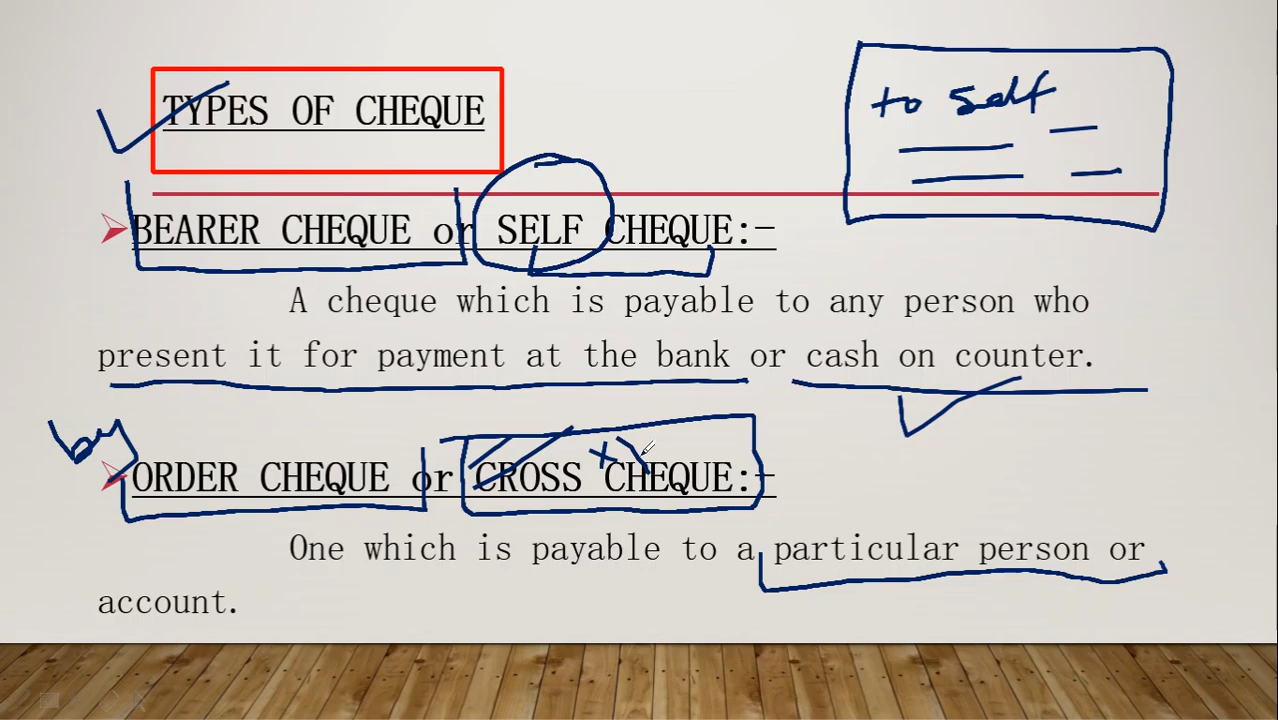 TYPES OF CHEQUE
to self
BEARER CHEQUE or SELF CHEQUE:-
A cheque which is payable to any person who
present it for payment at the bank or cash on counter.
by
ORDER CHEQUE or CROSS CHEQUE:-
One which is payable to a particular person or
account.